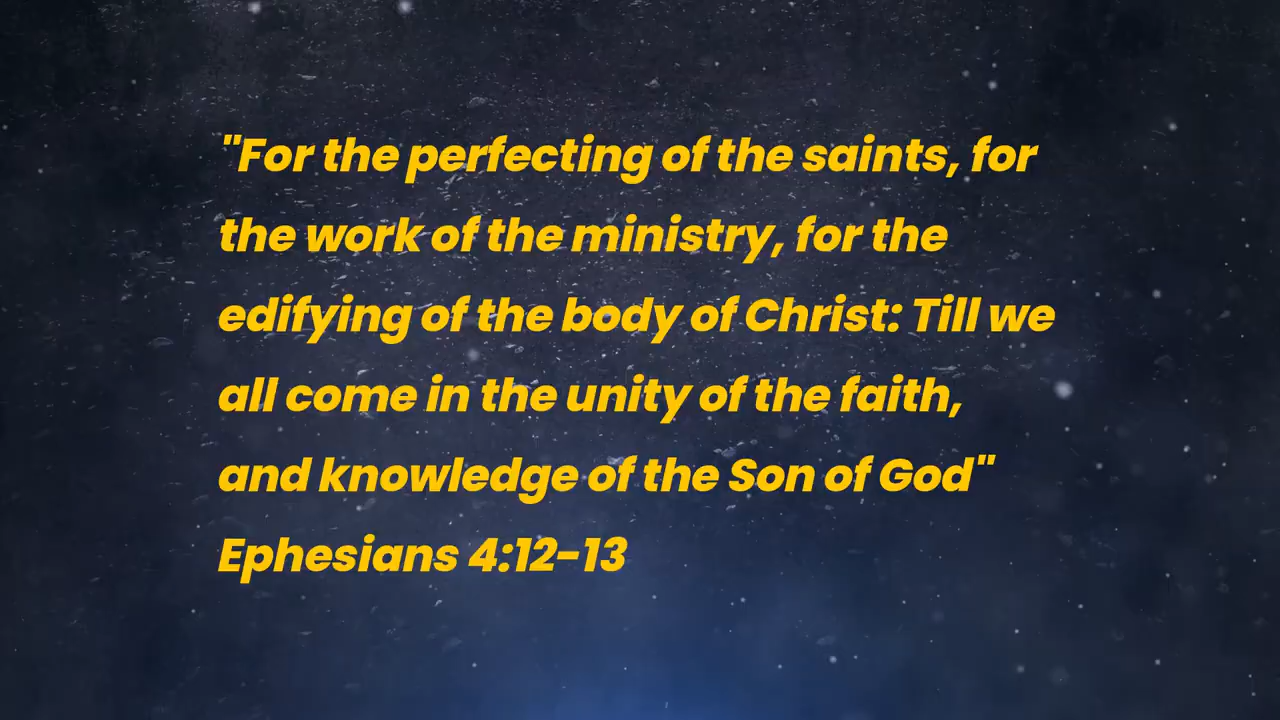 "For the perfecting of the saints, for
the work of the ministry, for the
edifying of the body of Christ: Till we
all come in the unity of the faith,
and knowledge of the Son of God"
Ephesians 4:12-13